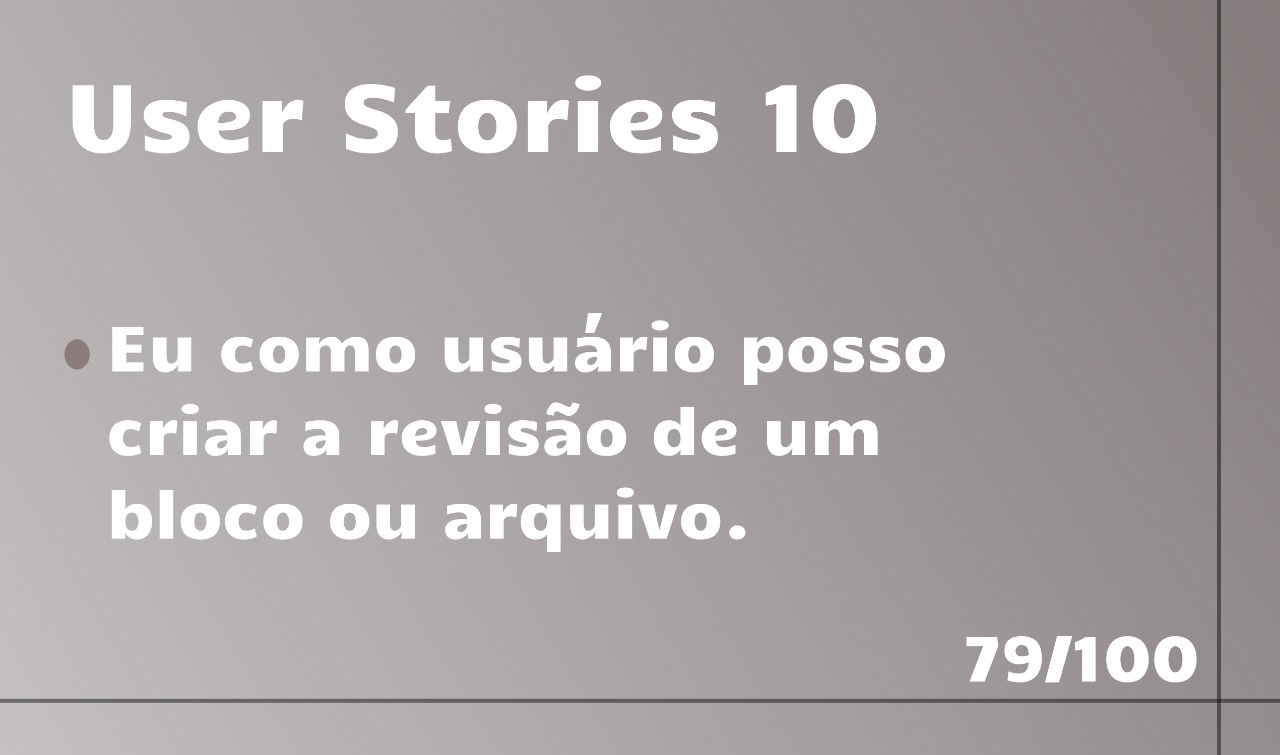 User Stories 10
Eu como usuário posso
criar a revisão de um
bloco ou arquivo.
79/100